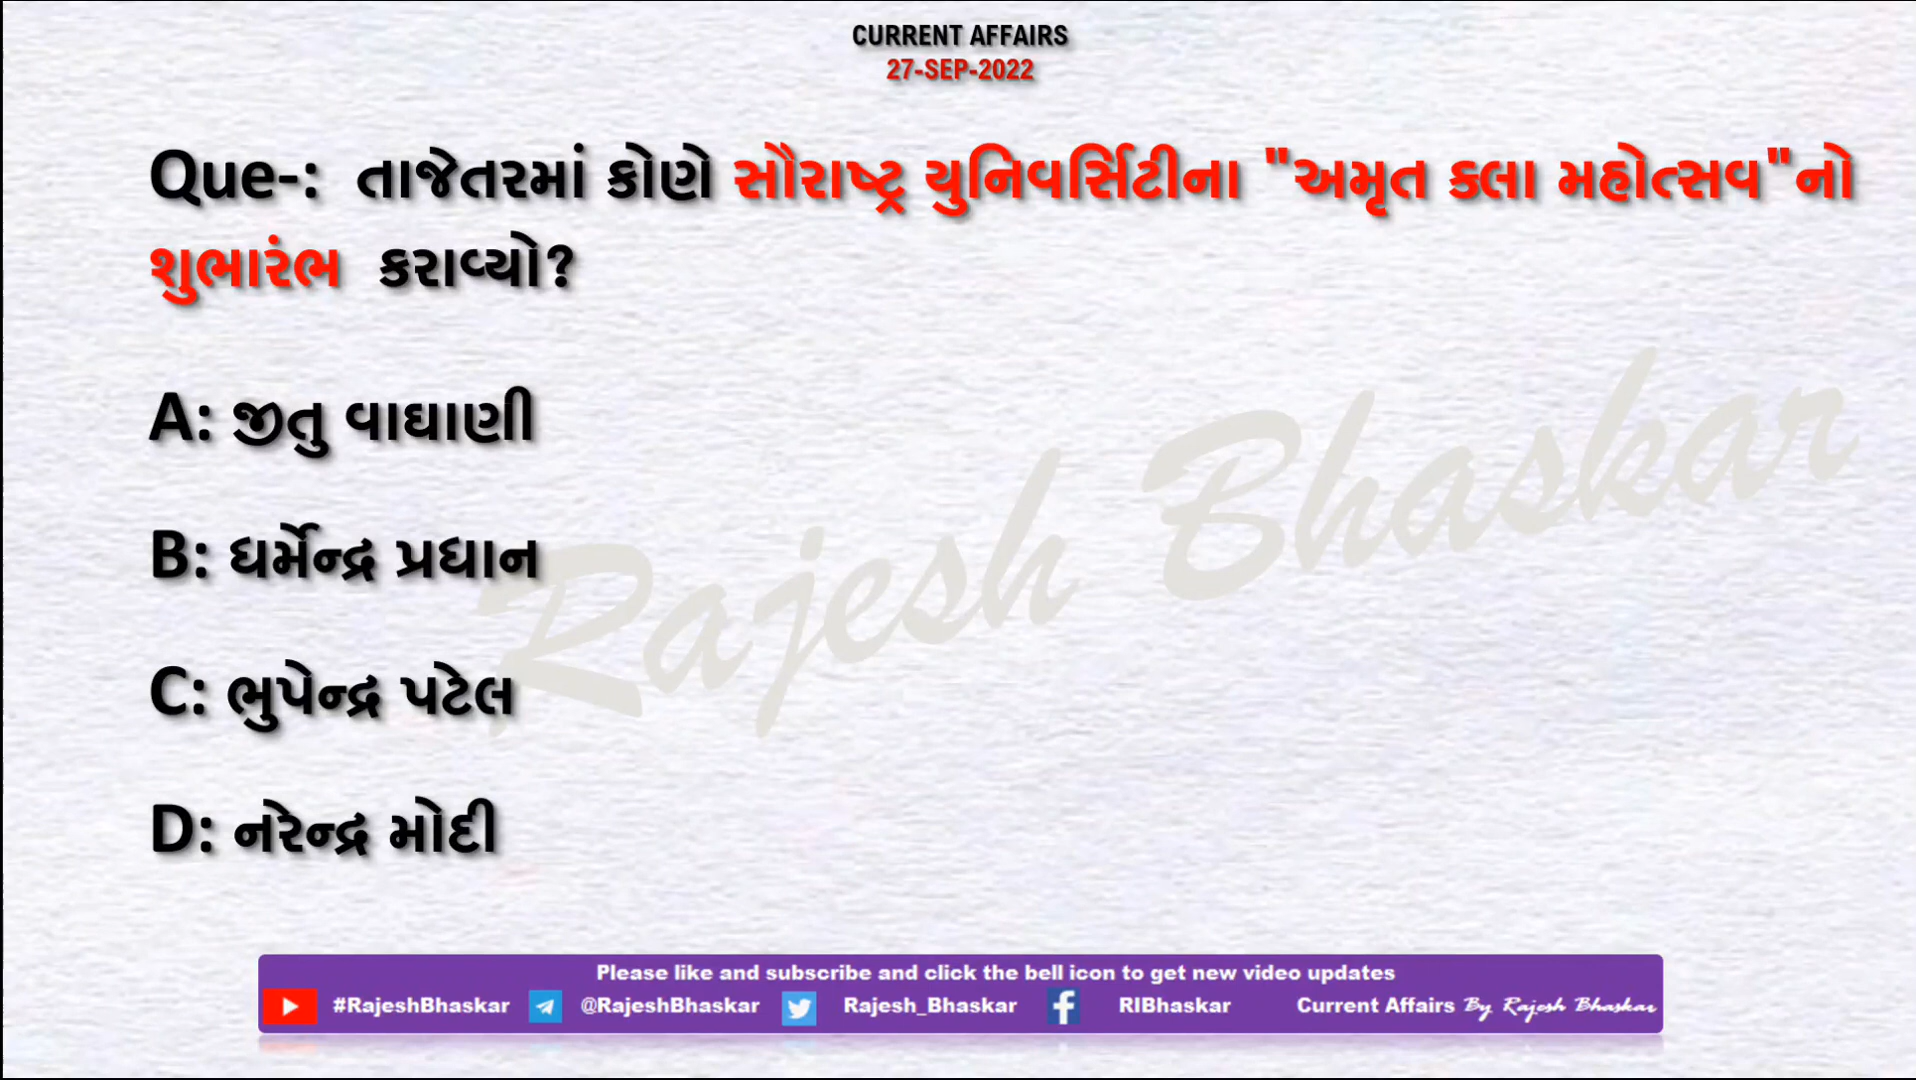 CURRENT AFFAIRS
27-SEP-2022
Que-: તાજેતરમાં કોણે સૌરાષ્ટ્ર યુનિવર્સિટીના "અમૃત કલા મહોત્સવ"નો
શુભારંભ કરાવ્યો?
A: જીતુ વાઘાણી
B: ધર્મેન્દ્ર પ્રધાન
C: ભુપેન્દ્ર પટેલ
D: નરેન્દ્ર મોદી
Rajesh Bhaskar
Please like and subscribe and click the bell icon to get new video updates
#RajeshBhaskar @RajeshBhaskar Rajesh_Bhaskar RIBhaskar Current Affairs By Rajesh Bhaskar